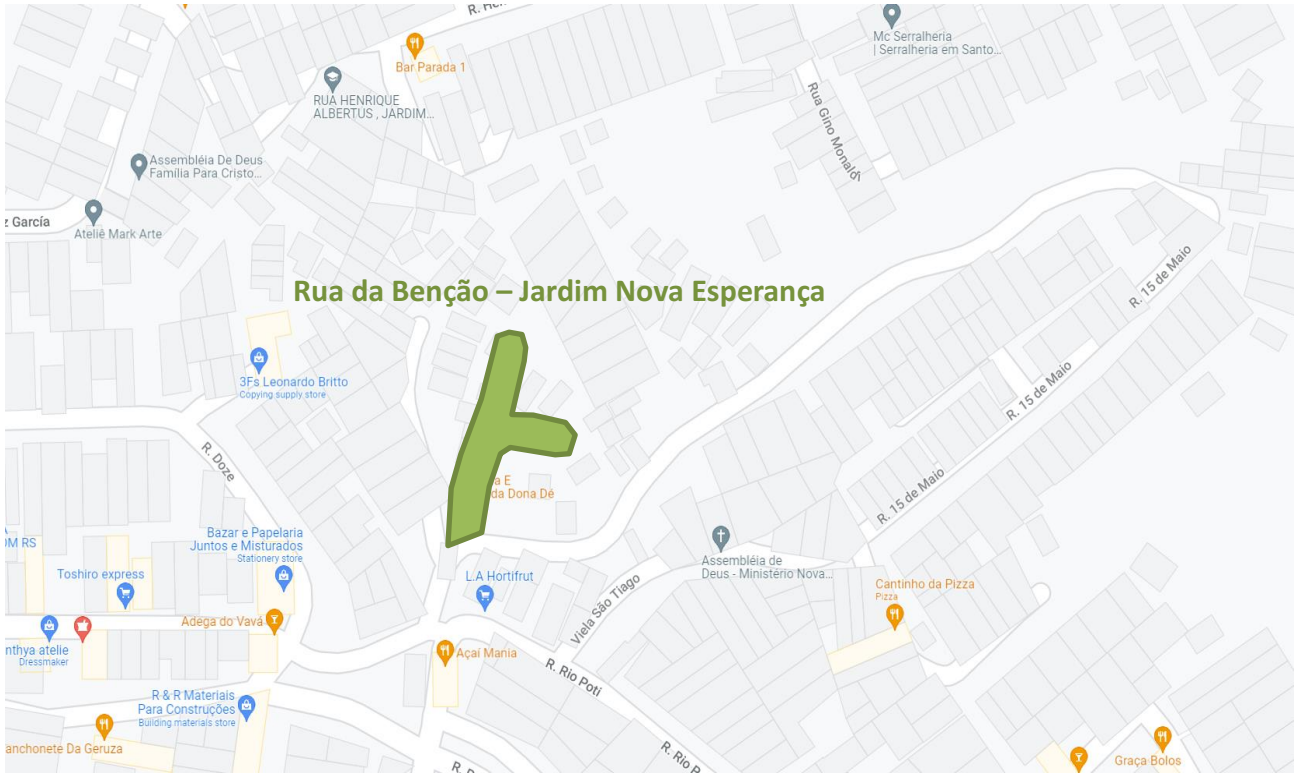 Mc Serralheria
| Serralheria em Santo...
Bar Parada 1
RUA HENRIQUE
ALBERTUS , JARDIM...
Rua Gino Monaldi
Assembléia De Deus
Família Para Cristo...
z García
Ateliê Mark Arte
R. 15 de Maio
Rua da Benção – Jardim Nova Esperança
3Fs Leonardo Britto
Copying supply store
R. 15 de Maio
R. Doze
a E
da Dona Dé
R. 15 de Maio
OM RS
Bazar e Papelaria
Juntos e Misturados
Stationery store
Assembléia de
Deus - Ministério Nova...
Toshiro express
L.A Hortifrut
Cantinho da Pizza
Pizza
Viela São Tiago
Adega do Vavá
nthya atelie
Dressmaker
Açaí Mania
R. Rio Poti
R & R Materiais
Para Construções
Building materials store
anchonete Da Geruza
R. Rio P
Graça Bolos